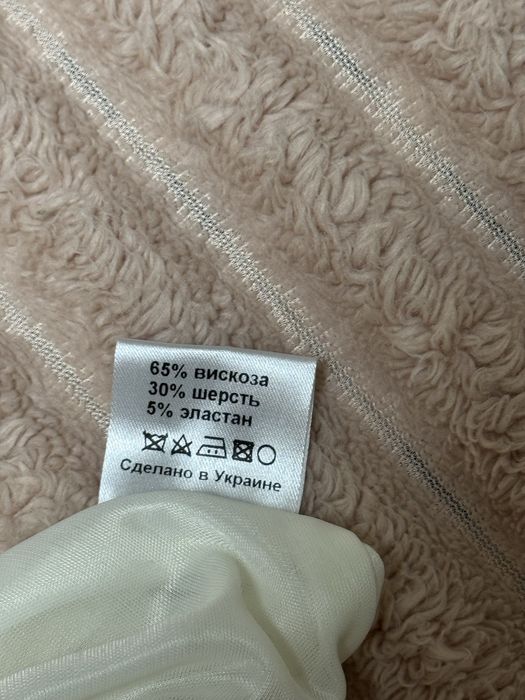 65% вискоза
30% шерсть
5% эластан
Сделано в Украине